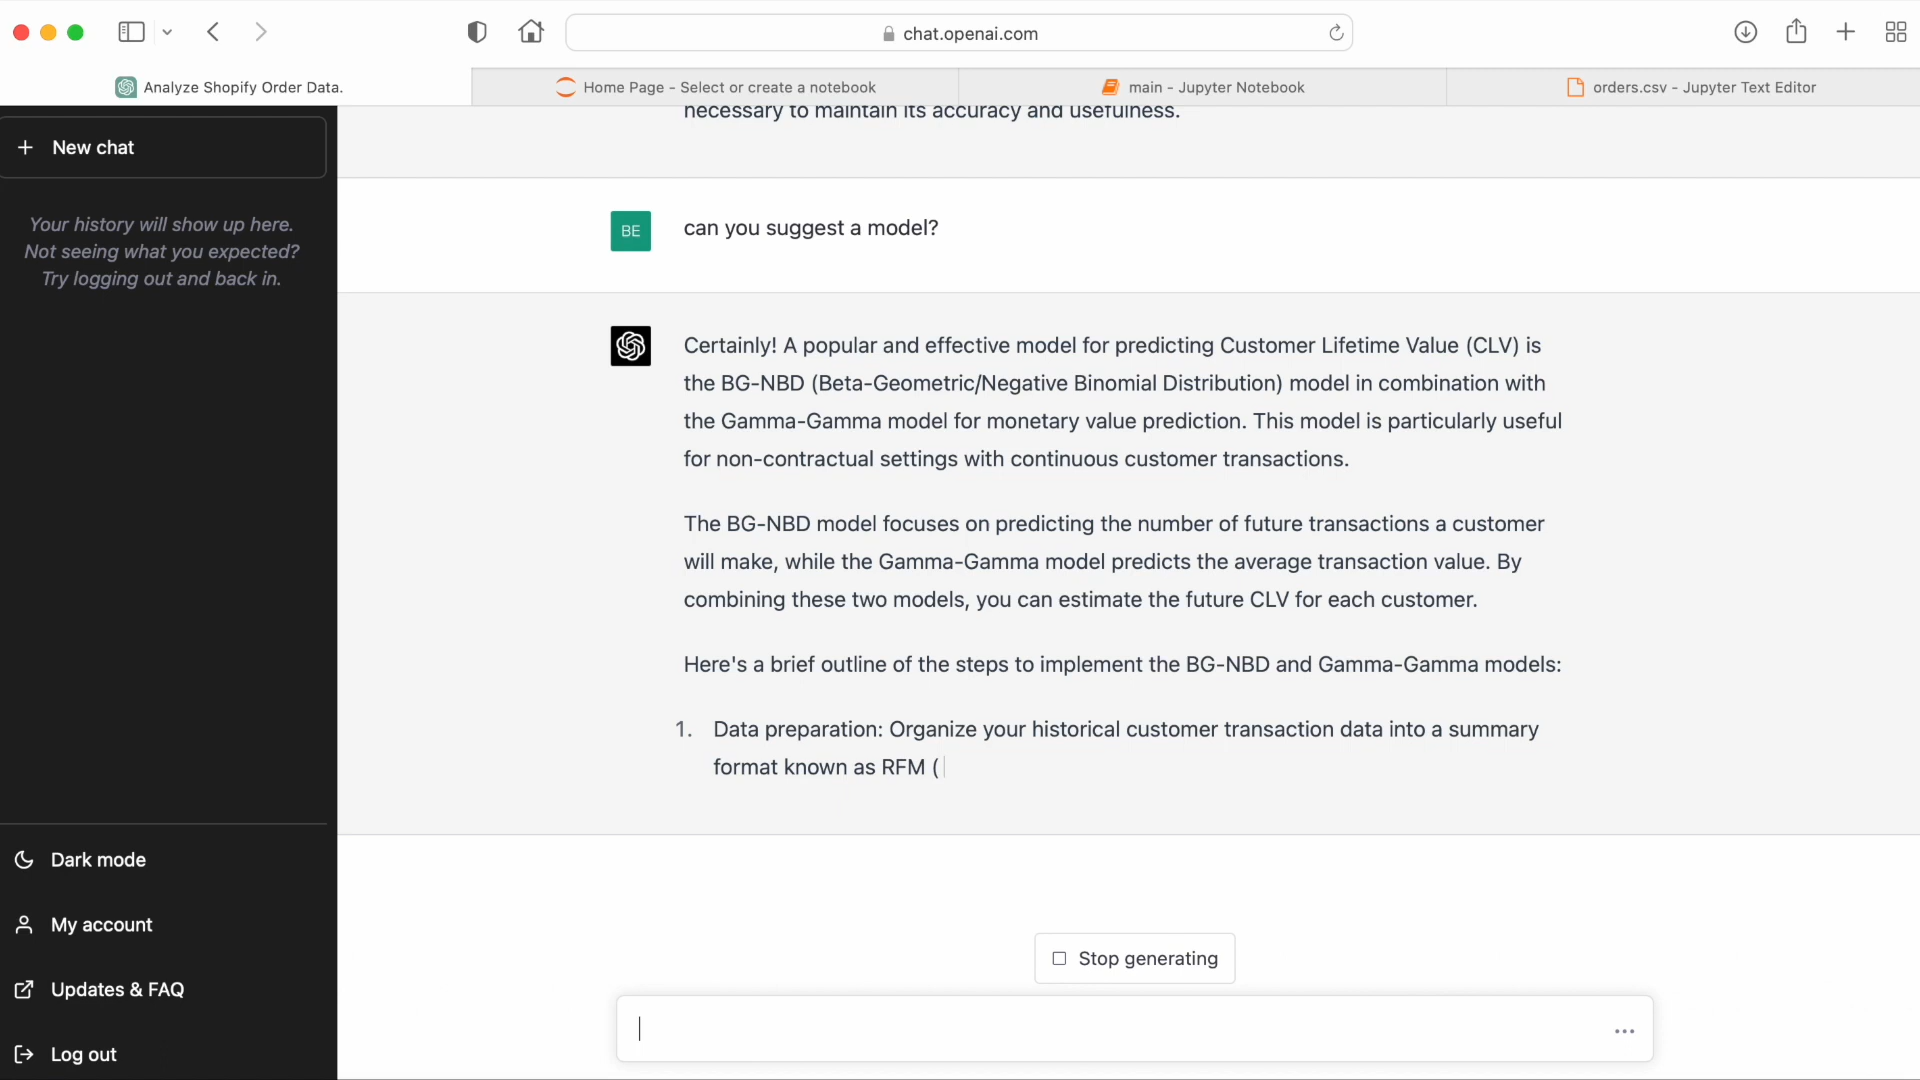 chat.openai.com
Analyze Shopify Order Data.
Home Page - Select or create a notebook
main - Jupyter Notebook
orders.csv - Jupyter Text Editor
New chat
Your history will show up here.
Not seeing what you expected?
Try logging out and back in.
Dark mode
My account
Updates & FAQ
Log out
necessary to maintain its accuracy and usefulness.
BE
can you suggest a model?
Certainly! A popular and effective model for predicting Customer Lifetime Value (CLV) is
the BG-NBD (Beta-Geometric/Negative Binomial Distribution) model in combination with
the Gamma-Gamma model for monetary value prediction. This model is particularly useful
for non-contractual settings with continuous customer transactions.
The BG-NBD model focuses on predicting the number of future transactions a customer
will make, while the Gamma-Gamma model predicts the average transaction value. By
combining these two models, you can estimate the future CLV for each customer.
Here's a brief outline of the steps to implement the BG-NBD and Gamma-Gamma models:
1. Data preparation: Organize your historical customer transaction data into a summary
format known as RFM (
Stop generating